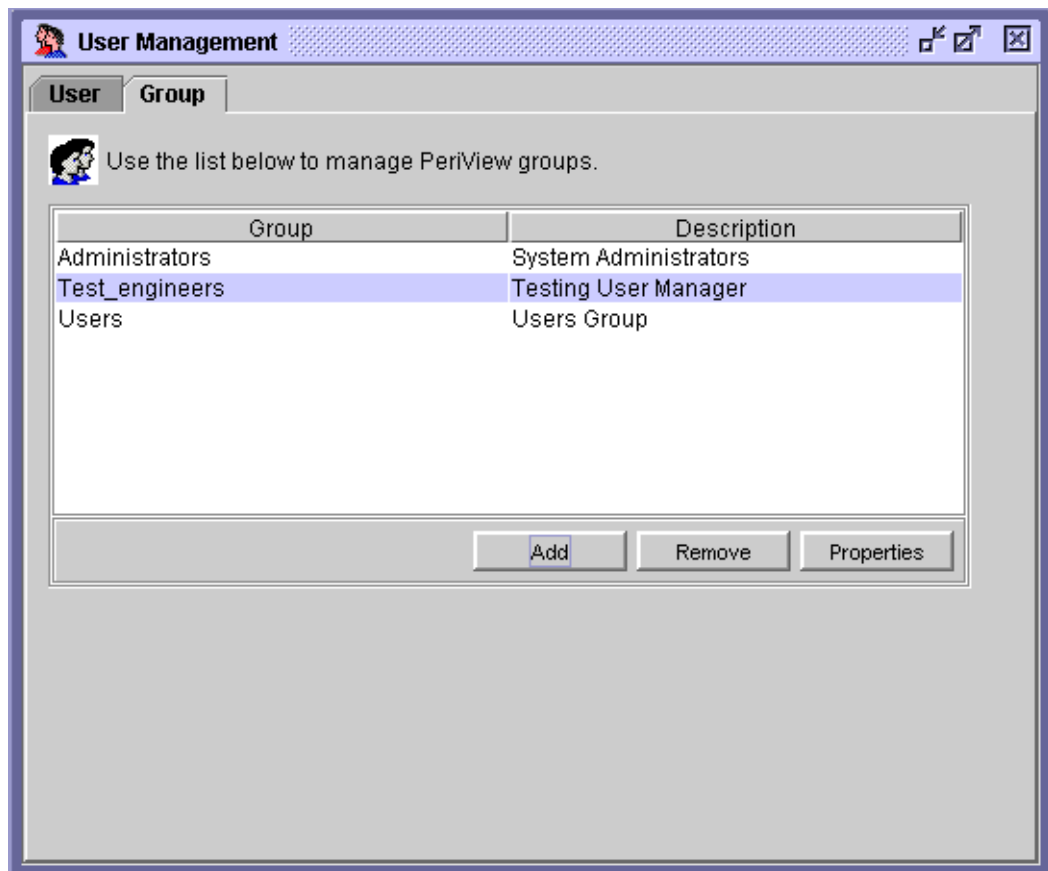 User Management
User Group
Use the list below to manage PeriView groups.
Group Description
Administrators System Administrators
Test_engineers Testing User Manager
Users Users Group
Add Remove Properties